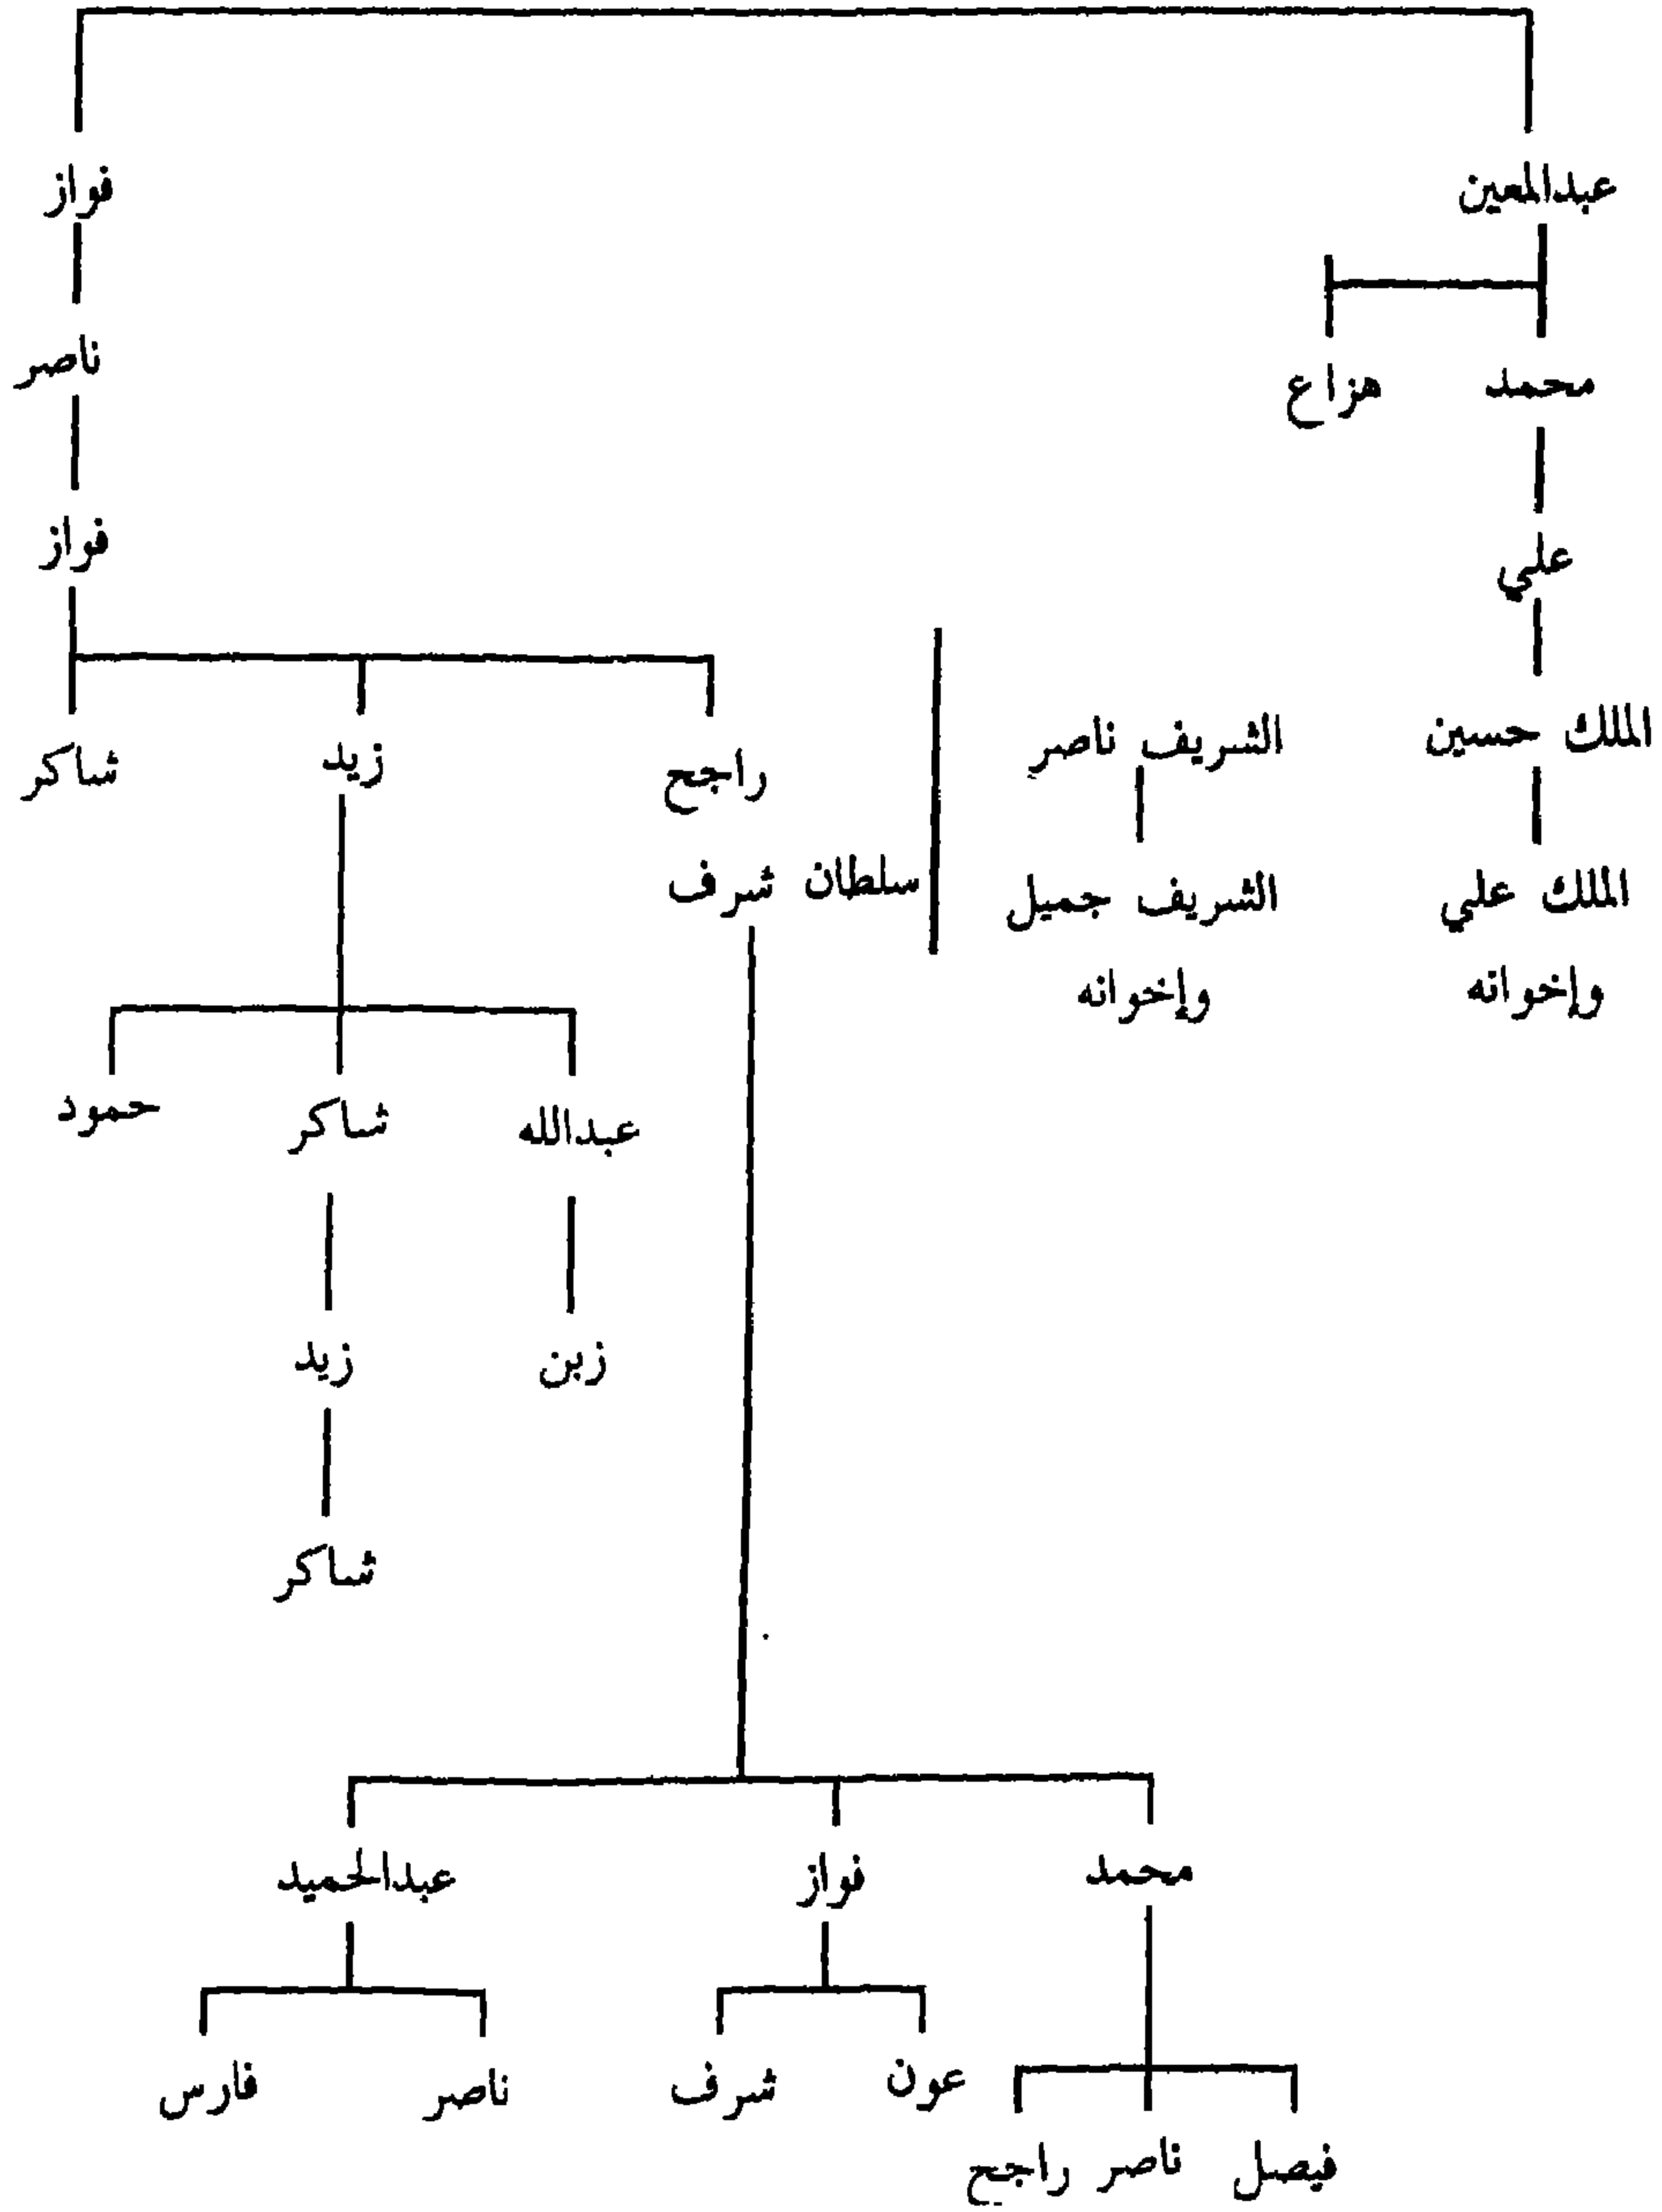 عبدالمعين
فواز
محمد
هزاع
ناصر
علي
فواز
الملك حسين
الشريف ناصر
راجح
زيد
شاكر
الملك علي
وإخوانه
الشريف جميل
وإخوانه
سلطان شرف
عبدالله
شاكر
حمود
زبن
زيد
شاكر
محمد
فواز
عبدالحميد
عون
شرف
ناصر
فارس
فيصل
ناصر
راجح